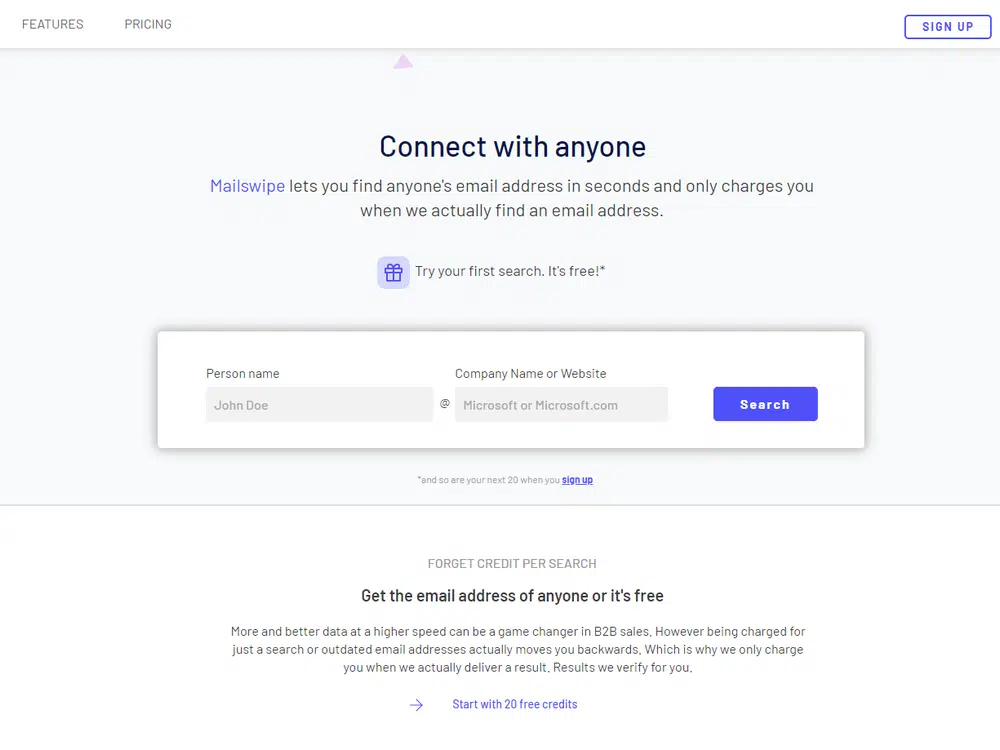 FEATURES
PRICING
SIGN UP
Connect with anyone
Mailswipe lets you find anyone's email address in seconds and only charges you
when we actually find an email address.
Try your first search. It's free!*
Person name
Company Name or Website
John Doe
@
Microsoft or Microsoft.com
Search
*and so are your next 20 when you sign up
FORGET CREDIT PER SEARCH
Get the email address of anyone or it's free
More and better data at a higher speed can be a game changer in B2B sales. However being charged for
just a search or outdated email addresses actually moves you backwards. Which is why we only charge
you when we actually deliver a result. Results we verify for you.
Start with 20 free credits